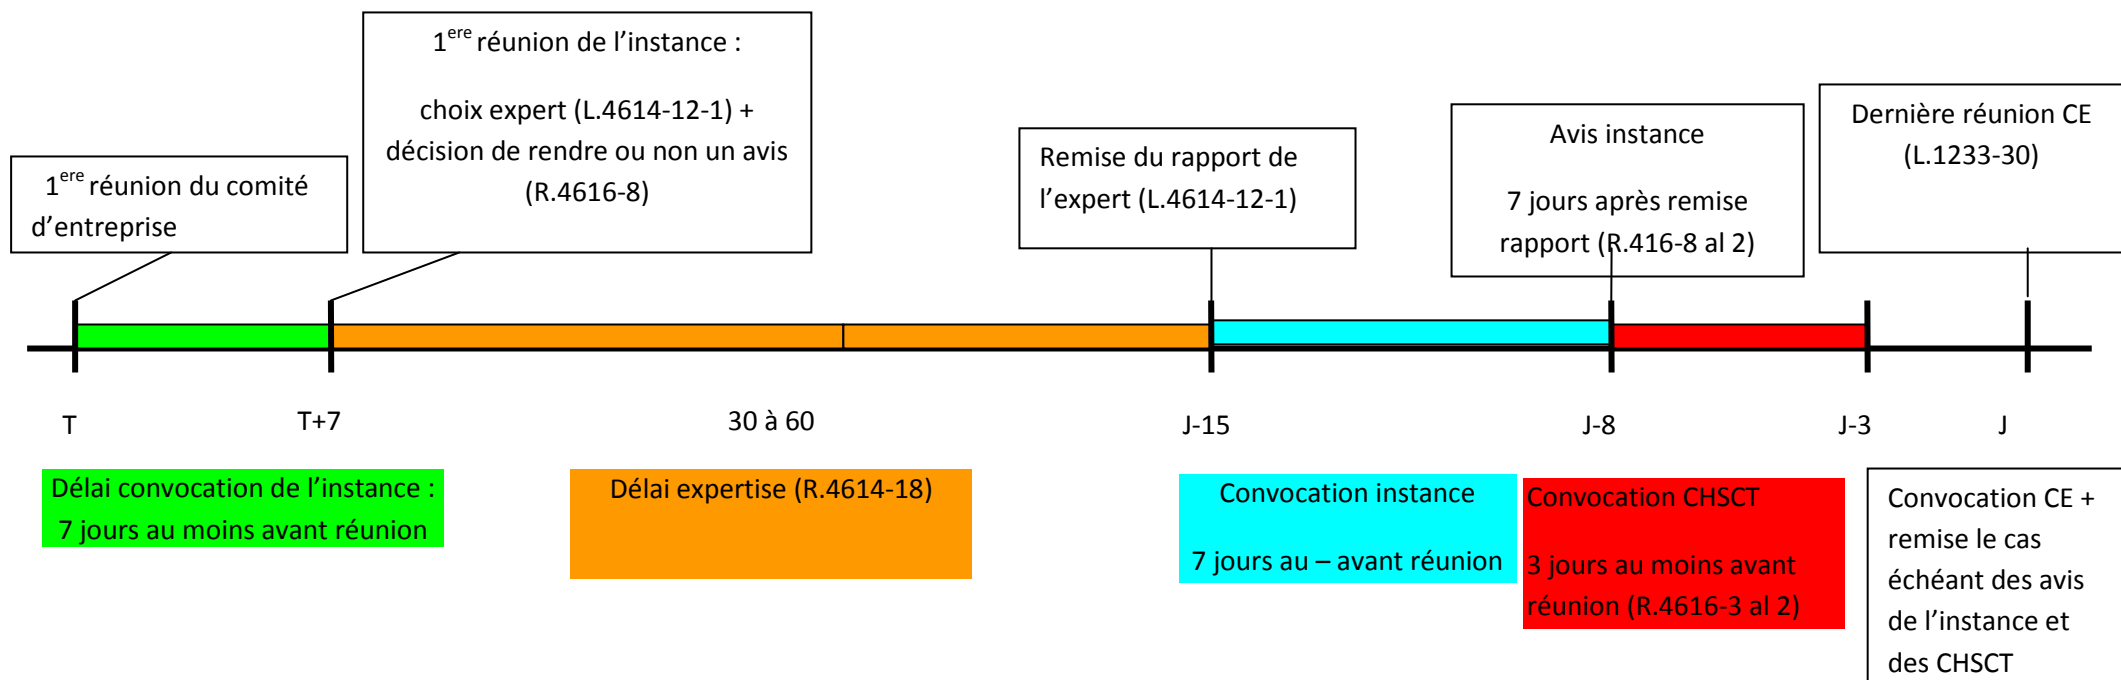 1ere réunion du comité
d’entreprise
1ere réunion de l’instance :
choix expert (L.4614-12-1) +
décision de rendre ou non un avis
(R.4616-8)
Remise du rapport de
l’expert (L.4614-12-1)
Avis instance
7 jours après remise
rapport (R.416-8 al 2)
Dernière réunion CE
(L.1233-30)
T
T+7
30 à 60
J-15
J-8
J-3
J
Délai convocation de l’instance :
7 jours au moins avant réunion
Délai expertise (R.4614-18)
Convocation instance
7 jours au – avant réunion
Convocation CHSCT
3 jours au moins avant
réunion (R.4616-3 al 2)
Convocation CE +
remise le cas
échéant des avis
de l’instance et
des CHSCT